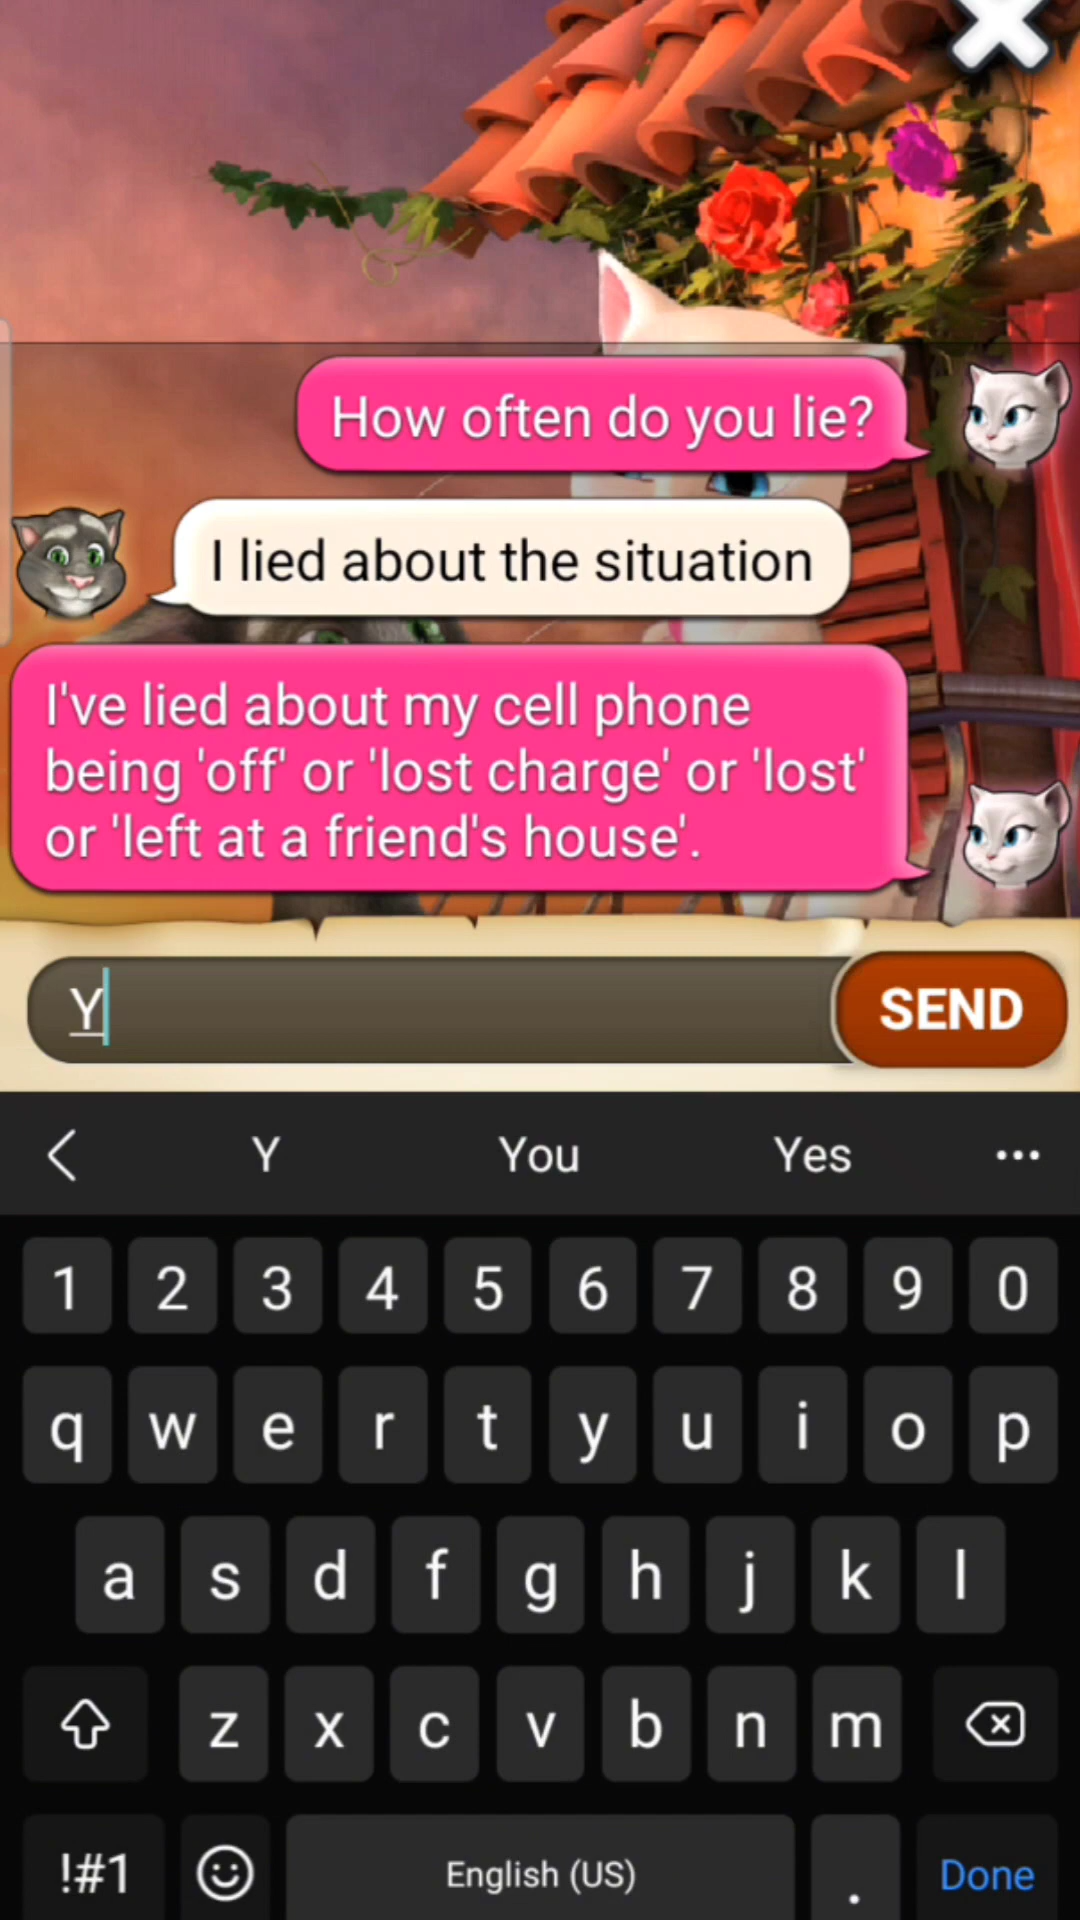 How often do you lie?
I lied about the situation
I've lied about my cell phone
being 'off' or 'lost charge' or 'lost'
or 'left at a friend's house'.
Y
SEND
Y You Yes
1 2 3 4 5 6 7 8 9 0
q w e r t y u i o p
a s d f g h j k l
z x c v b n m
!#1 English (US) . Done